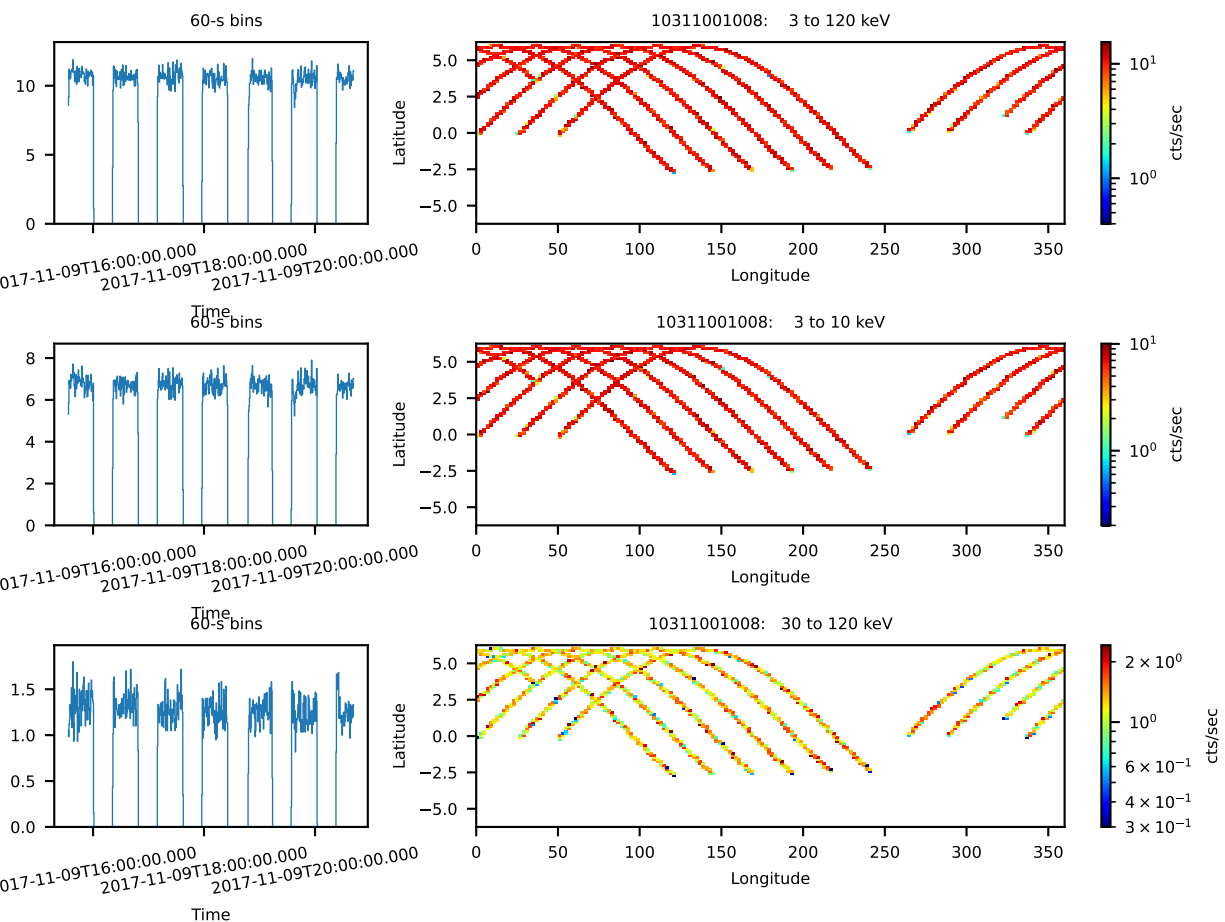 60-s bins
10311001008: 3 to 120 keV
10
5
0
017-11-09T16:00:00.000
2017-11-09T18:00:00.000
2017-11-09T20:00:00.000
Time
Latitude
5.0
2.5
0.0
−2.5
−5.0
0 50 100 150 200 250 300 350
Longitude
10¹
10⁰
cts/sec
60-s bins
10311001008: 3 to 10 keV
8
6
4
2
0
017-11-09T16:00:00.000
2017-11-09T18:00:00.000
2017-11-09T20:00:00.000
Time
Latitude
5.0
2.5
0.0
−2.5
−5.0
0 50 100 150 200 250 300 350
Longitude
10¹
10⁰
cts/sec
60-s bins
10311001008: 30 to 120 keV
1.5
1.0
0.5
0.0
017-11-09T16:00:00.000
2017-11-09T18:00:00.000
2017-11-09T20:00:00.000
Time
Latitude
5.0
2.5
0.0
−2.5
−5.0
0 50 100 150 200 250 300 350
Longitude
2 × 10⁰
10⁰
6 × 10⁻¹
4 × 10⁻¹
3 × 10⁻¹
cts/sec